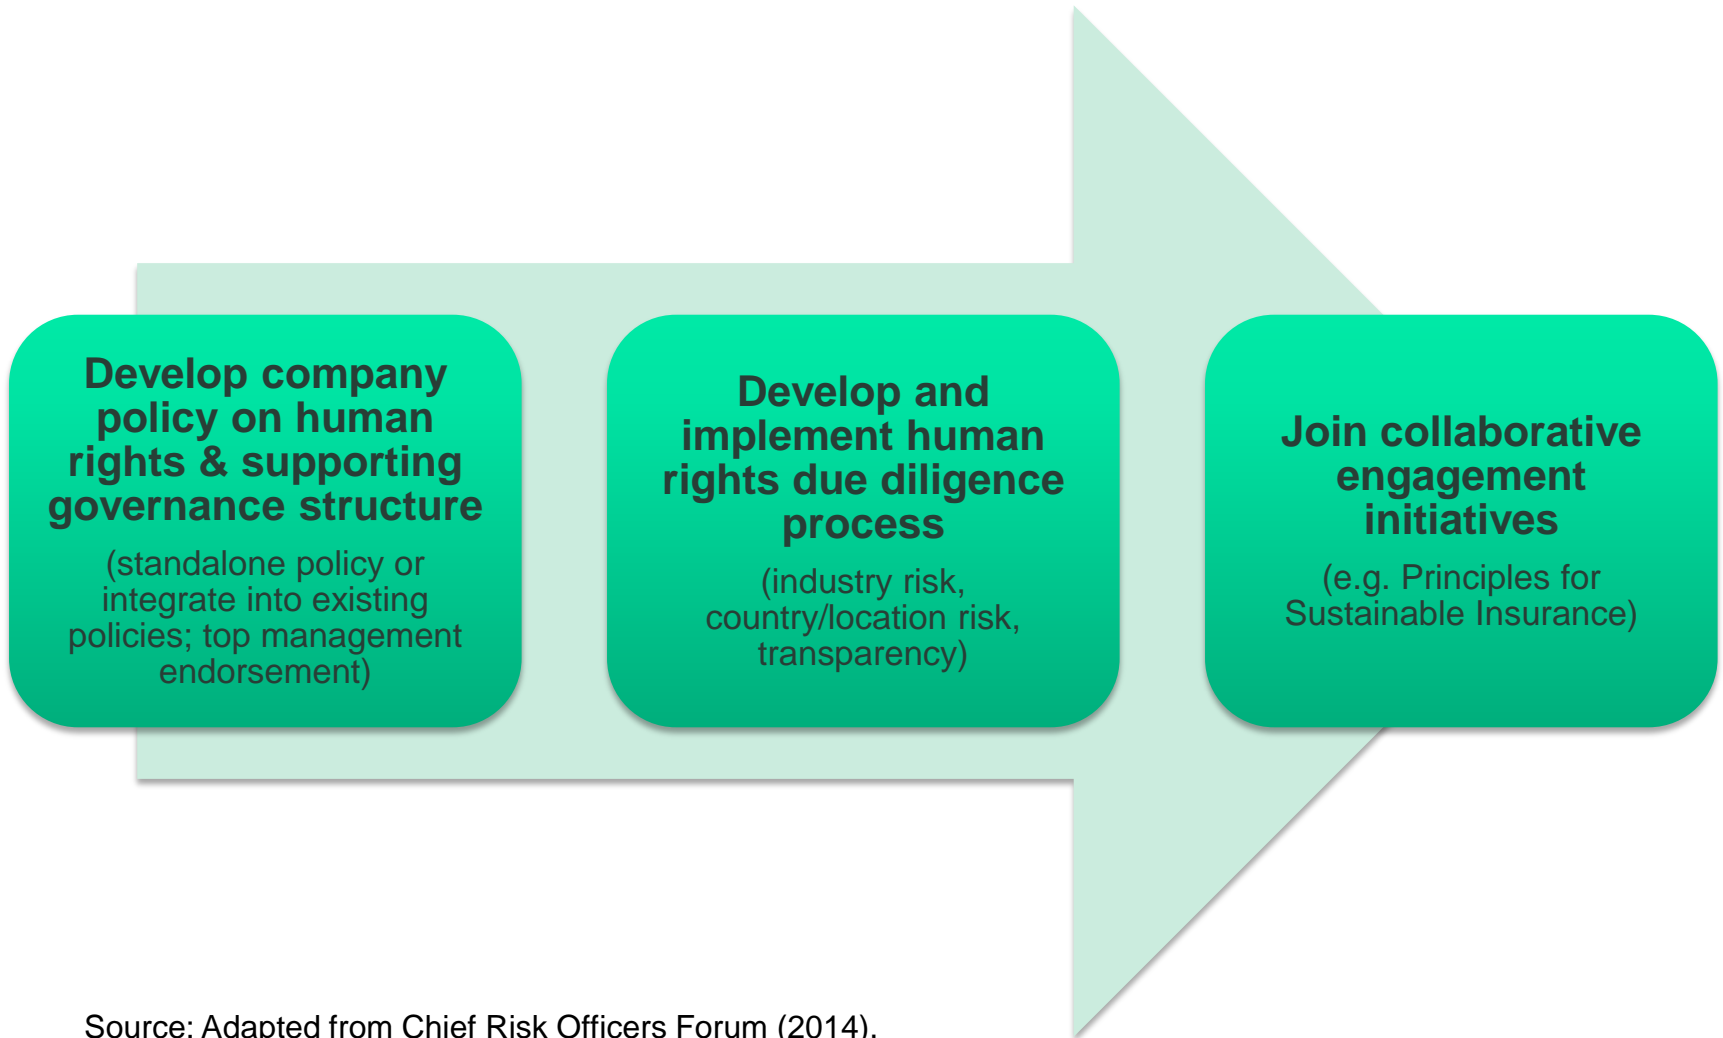 Develop company
policy on human
rights & supporting
governance structure
(standalone policy or
integrate into existing
policies; top management
endorsement)
Develop and
implement human
rights due diligence
process
(industry risk,
country/location risk,
transparency)
Join collaborative
engagement
initiatives
(e.g. Principles for
Sustainable Insurance)
Source: Adapted from Chief Risk Officers Forum (2014).